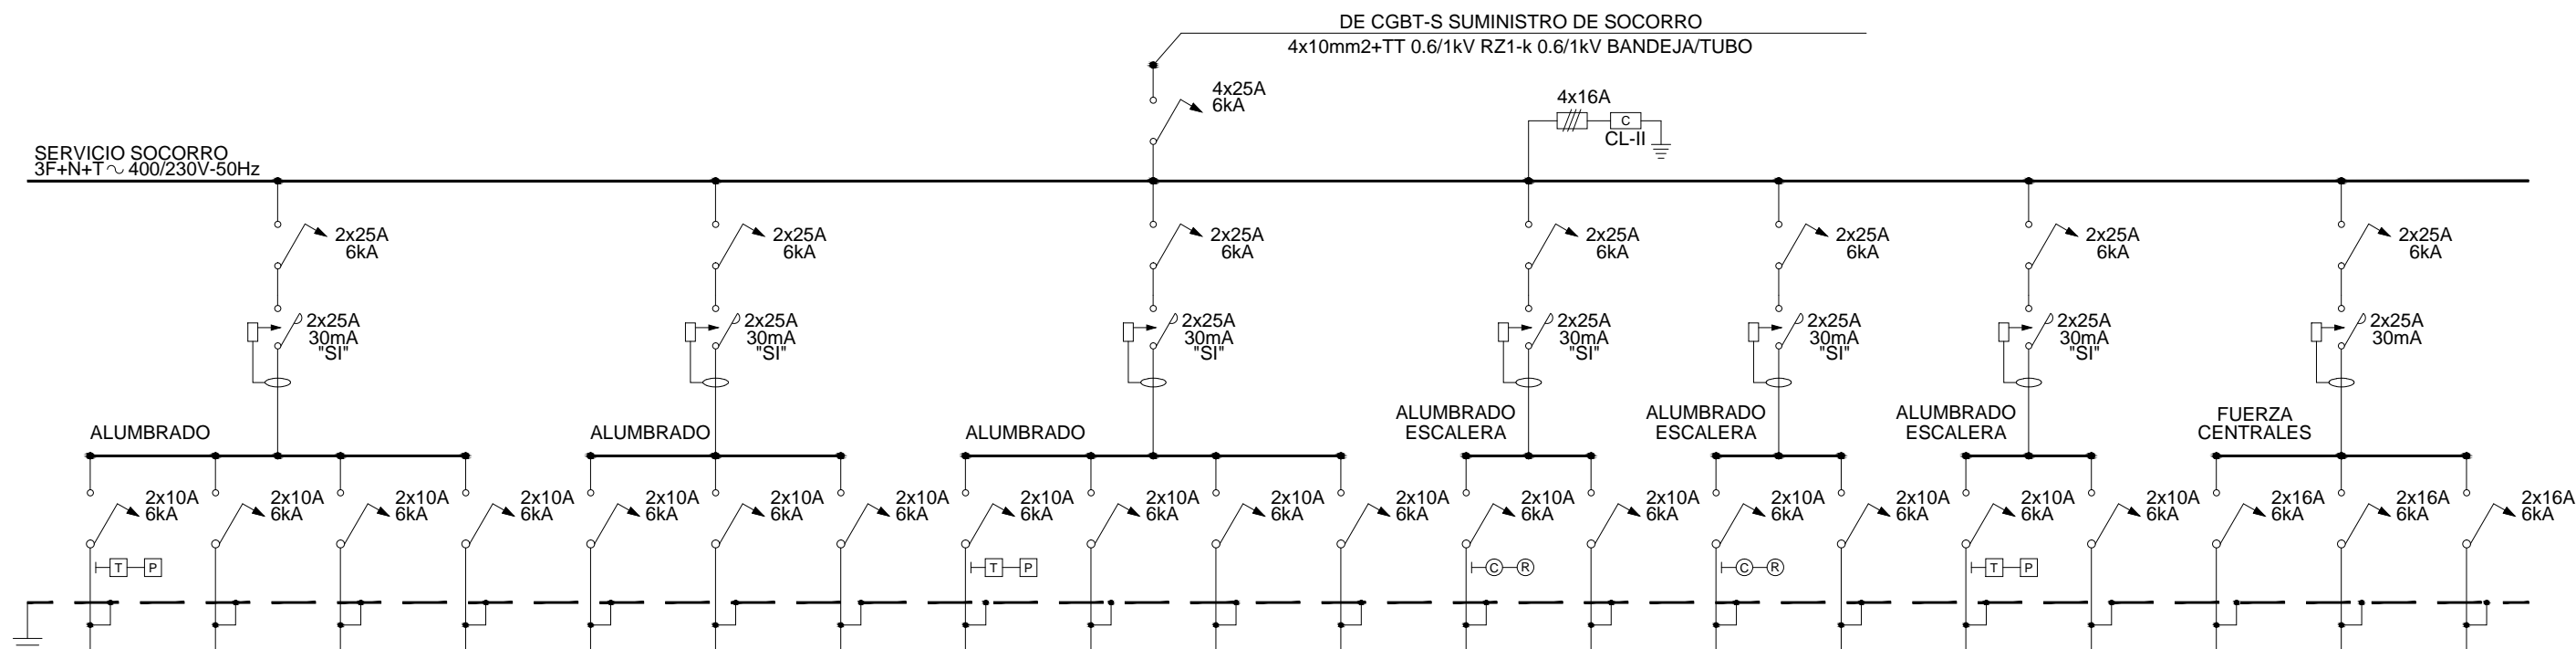 DE CGBT-S SUMINISTRO DE SOCORRO
4x10mm2+TT 0.6/1kV RZ1-k 0.6/1kV BANDEJA/TUBO
4x25A
6kA
4x16A
C
CL-II
SERVICIO SOCORRO
3F+N+T∿ 400/230V-50Hz
2x25A
6kA
2x25A
6kA
2x25A
6kA
2x25A
6kA
2x25A
6kA
2x25A
6kA
2x25A
6kA
2x25A
30mA
"SI"
2x25A
30mA
"SI"
2x25A
30mA
"SI"
2x25A
30mA
"SI"
2x25A
30mA
"SI"
2x25A
30mA
"SI"
2x25A
30mA
ALUMBRADO
ALUMBRADO
ALUMBRADO
ALUMBRADO
ESCALERA
ALUMBRADO
ESCALERA
ALUMBRADO
ESCALERA
FUERZA
CENTRALES
2x10A
6kA
2x10A
6kA
2x10A
6kA
2x10A
6kA
2x10A
6kA
2x10A
6kA
2x10A
6kA
2x10A
6kA
2x10A
6kA
2x10A
6kA
2x10A
6kA
2x10A
6kA
2x10A
6kA
2x10A
6kA
2x10A
6kA
2x10A
6kA
2x10A
6kA
2x16A
6kA
2x16A
6kA
2x16A
6kA
T P
T P
C R
C R
T P